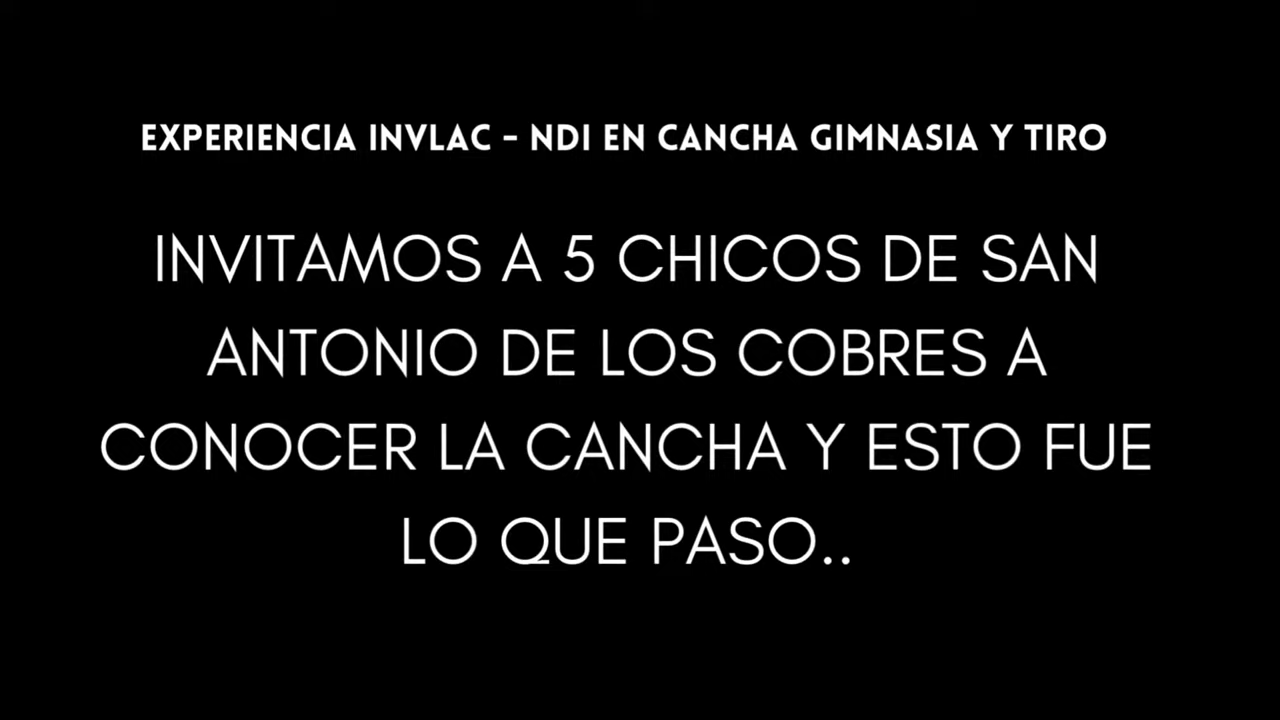 EXPERIENCIA INVLAC - NDI EN CANCHA GIMNASIA Y TIRO
INVITAMOS A 5 CHICOS DE SAN
ANTONIO DE LOS COBRES A
CONOCER LA CANCHA Y ESTO FUE
LO QUE PASO..